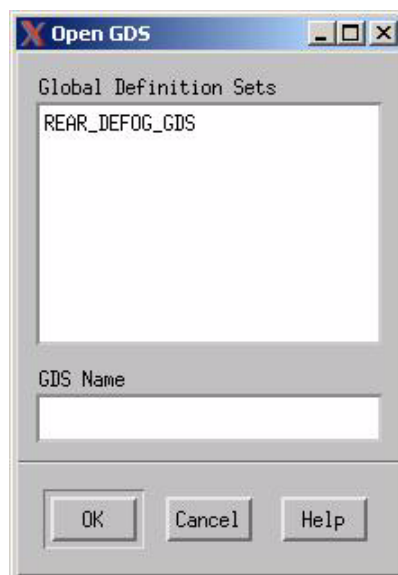 Open GDS
Global Definition Sets
REAR_DEFOG_GDS
GDS Name
OK Cancel Help